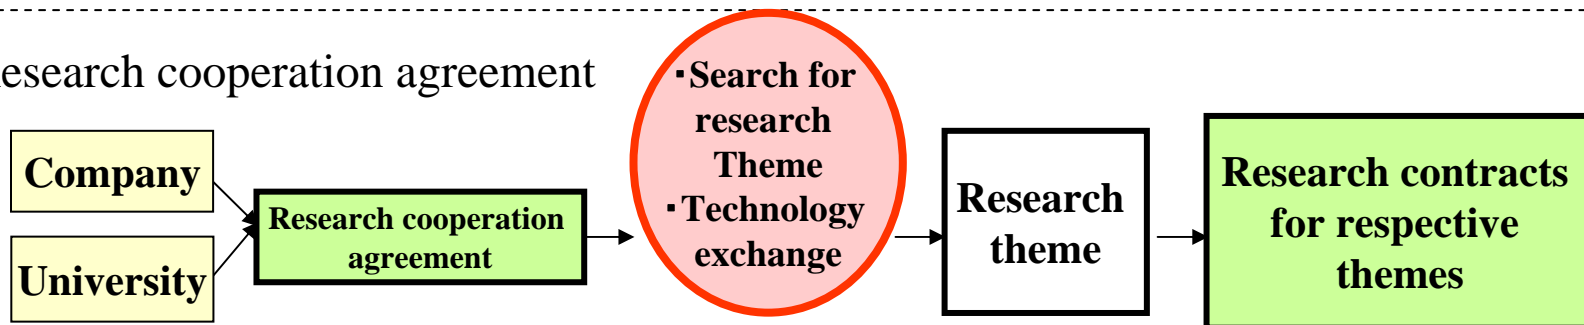 esearch cooperation agreement
Company
University
Research cooperation
agreement
▪Search for
research
Theme
▪Technology
exchange
Research
theme
Research contracts
for respective
themes